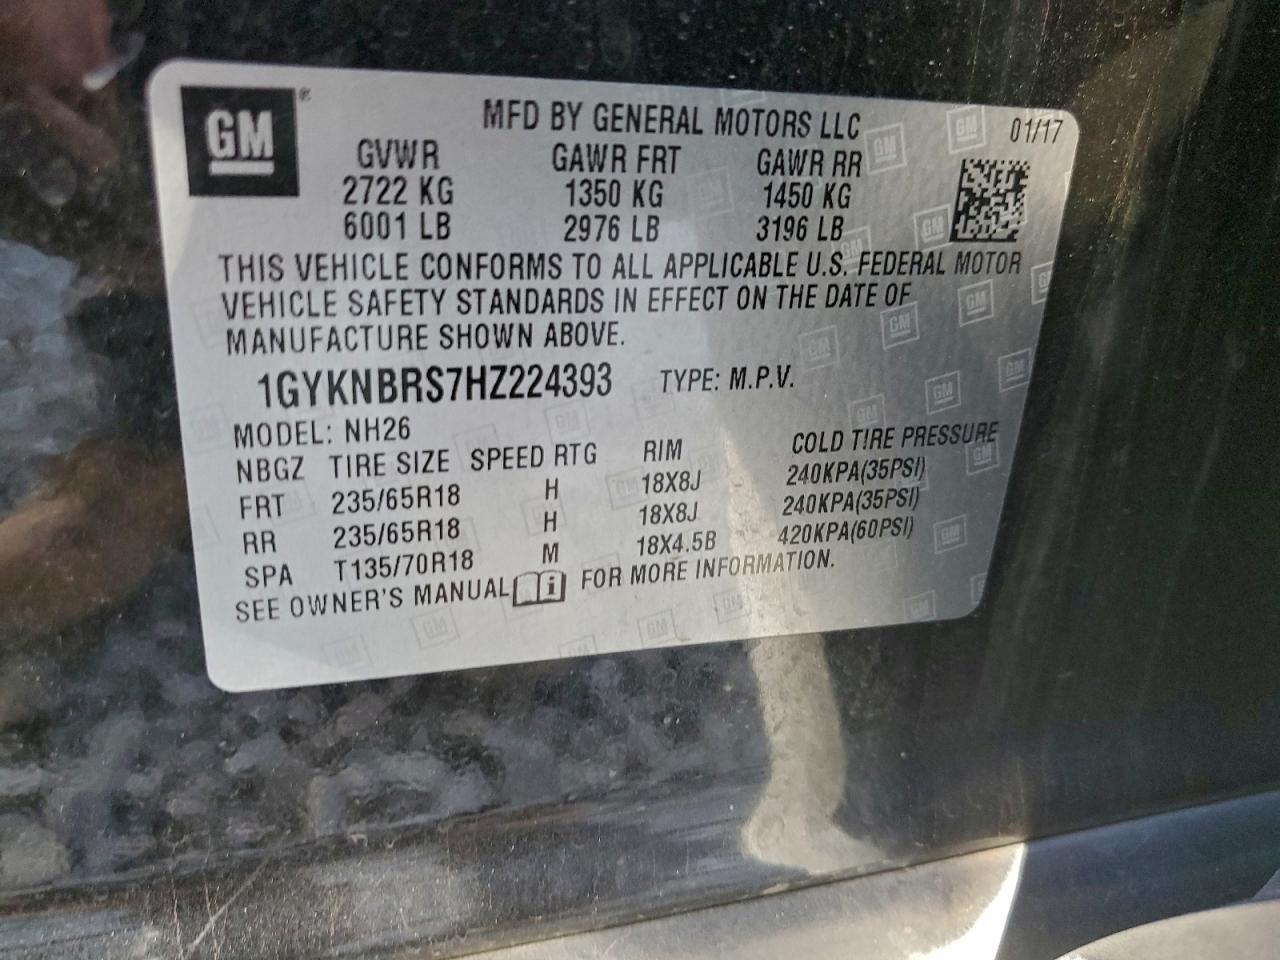 GM ®
MFD BY GENERAL MOTORS LLC 01/17
GVWR GAWR FRT GAWR RR
2722 KG 1350 KG 1450 KG
6001 LB 2976 LB 3196 LB
THIS VEHICLE CONFORMS TO ALL APPLICABLE U.S. FEDERAL MOTOR
VEHICLE SAFETY STANDARDS IN EFFECT ON THE DATE OF
MANUFACTURE SHOWN ABOVE.
1GYKNBRS7HZ224393 TYPE: M.P.V.
MODEL: NH26
NBGZ TIRE SIZE SPEED RTG RIM COLD TIRE PRESSURE
FRT 235/65R18 H 18X8J 240KPA(35PSI)
RR 235/65R18 H 18X8J 240KPA(35PSI)
SPA T135/70R18 M 18X4.5B 420KPA(60PSI)
SEE OWNER'S MANUAL FOR MORE INFORMATION.